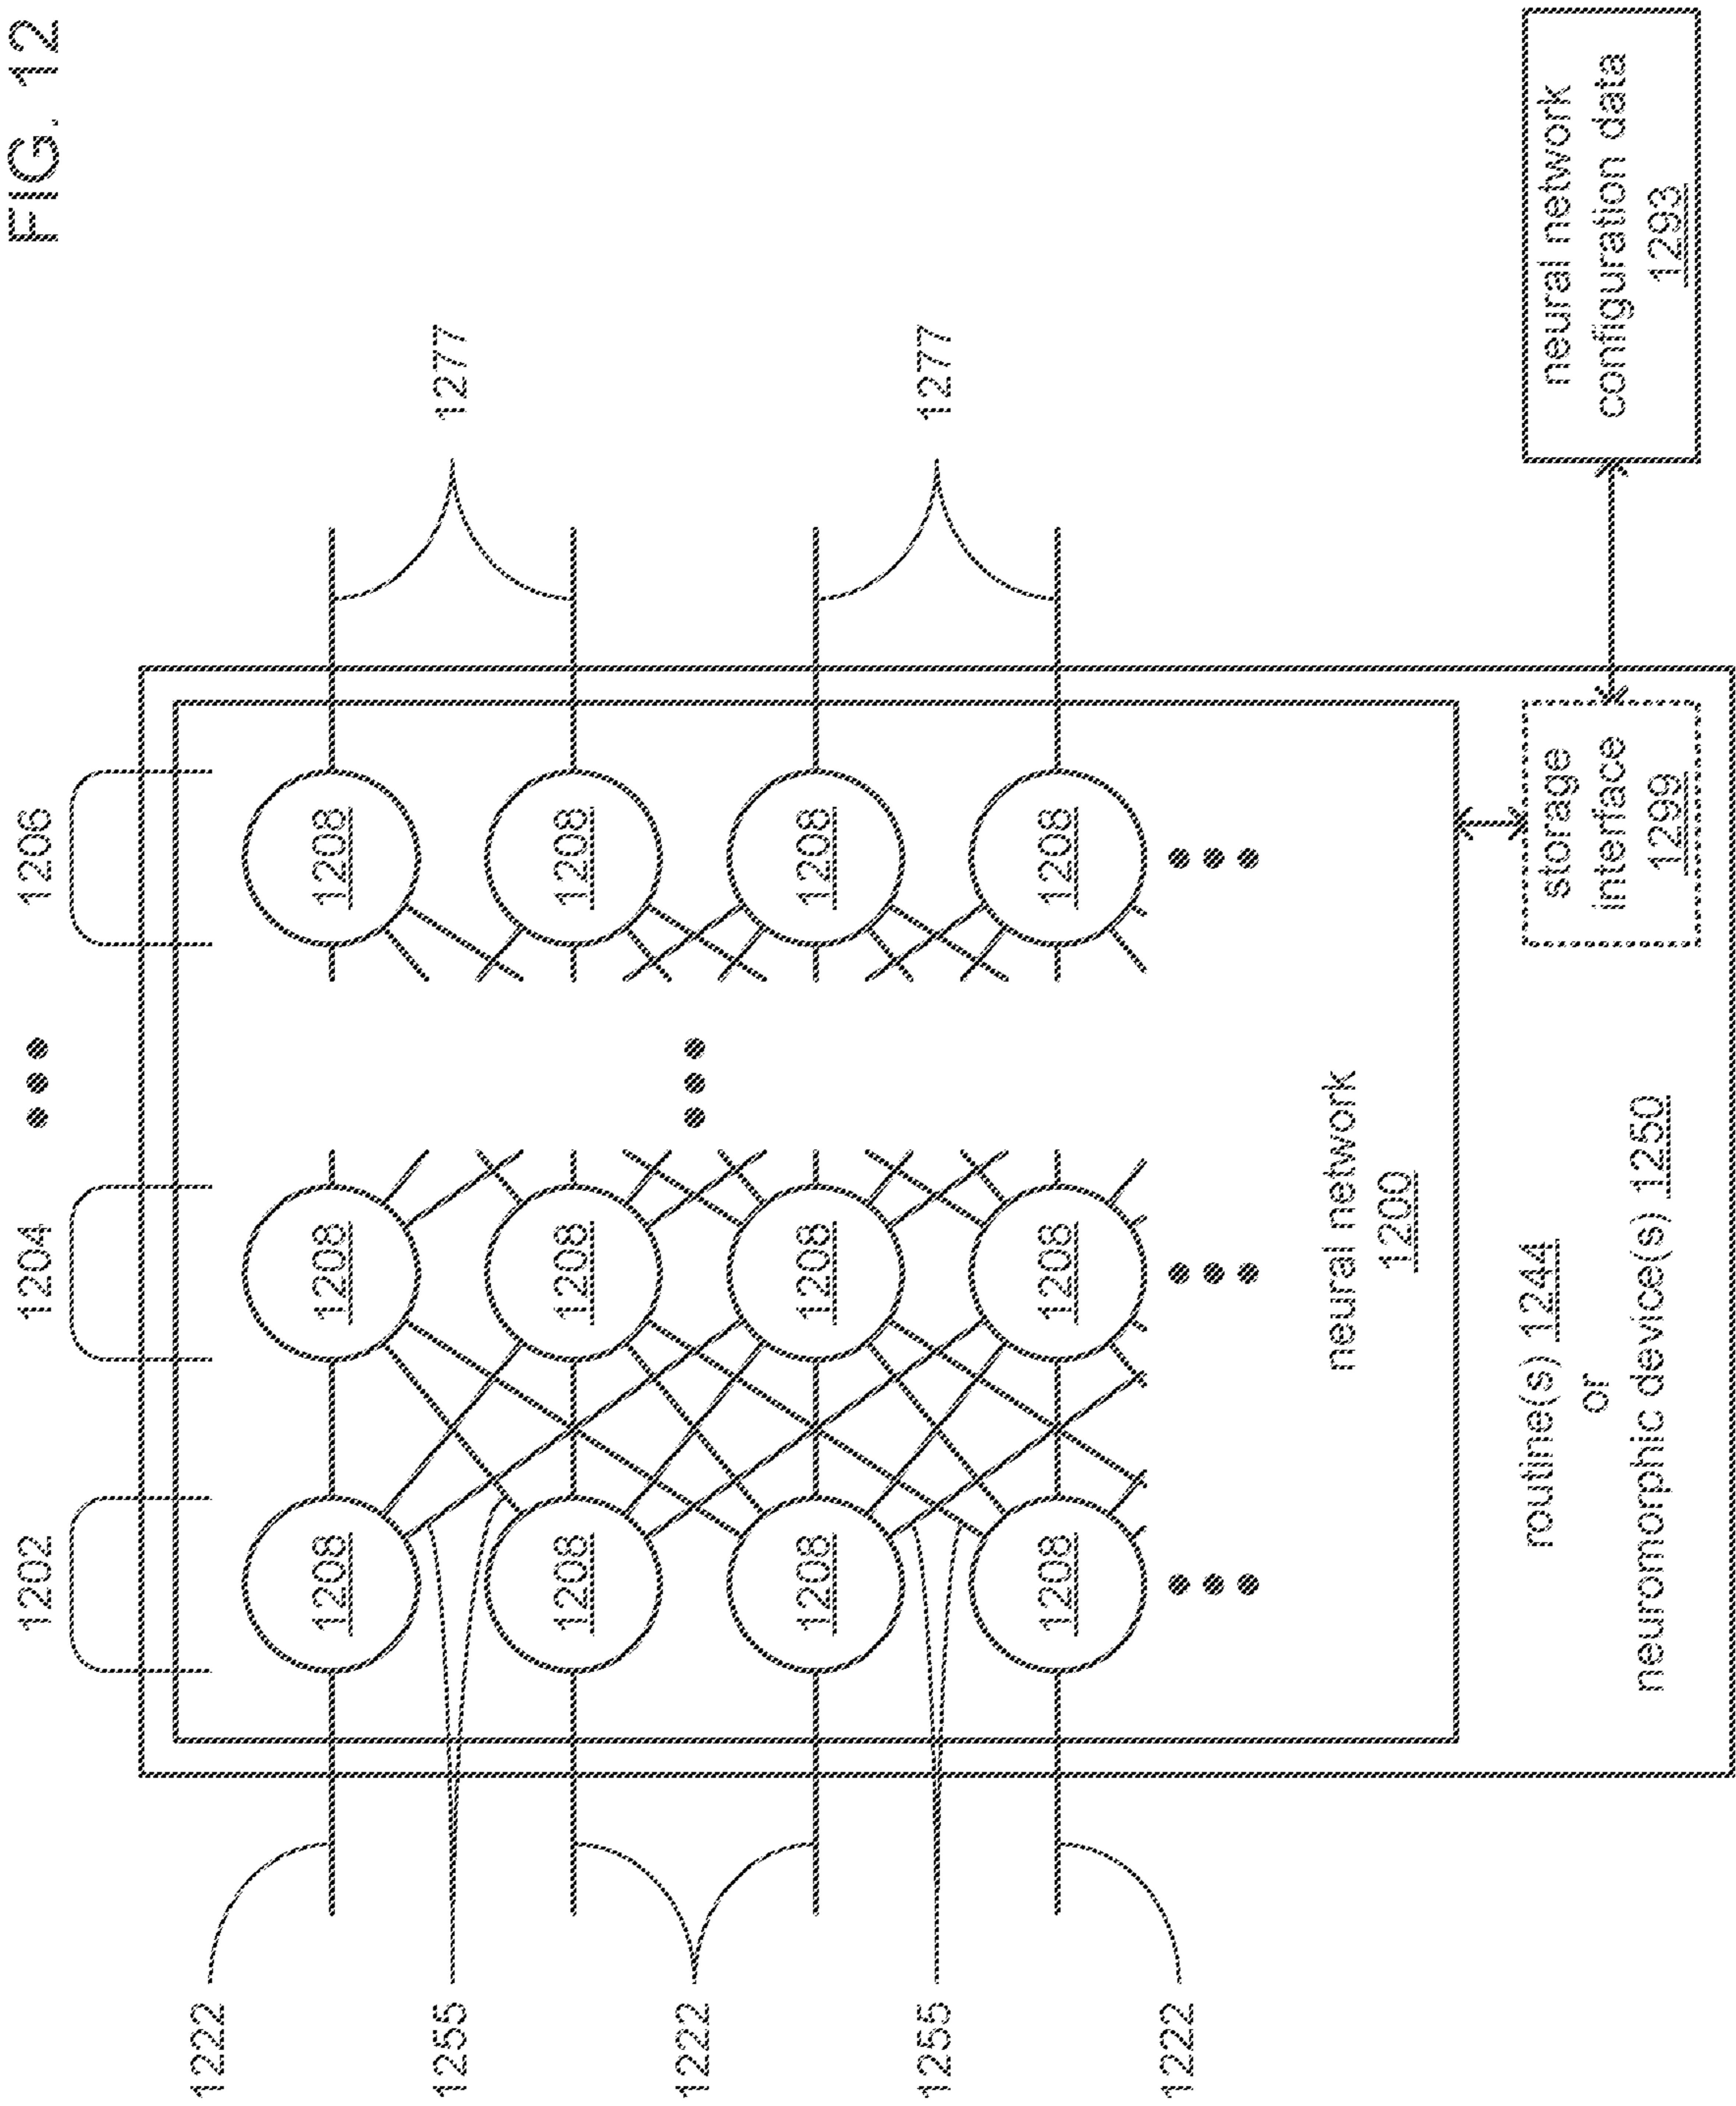 FIG. 12
1202
1204
1206
1222
1255
1222
1255
1222
1208
1208
1208
1208
1208
1208
1208
1208
1208
1208
1208
1208
1277
1277
neural network
1200
routine(s) 1244
or
neuromorphic device(s) 1250
storage
interface
1299
neural network
configuration data
1293